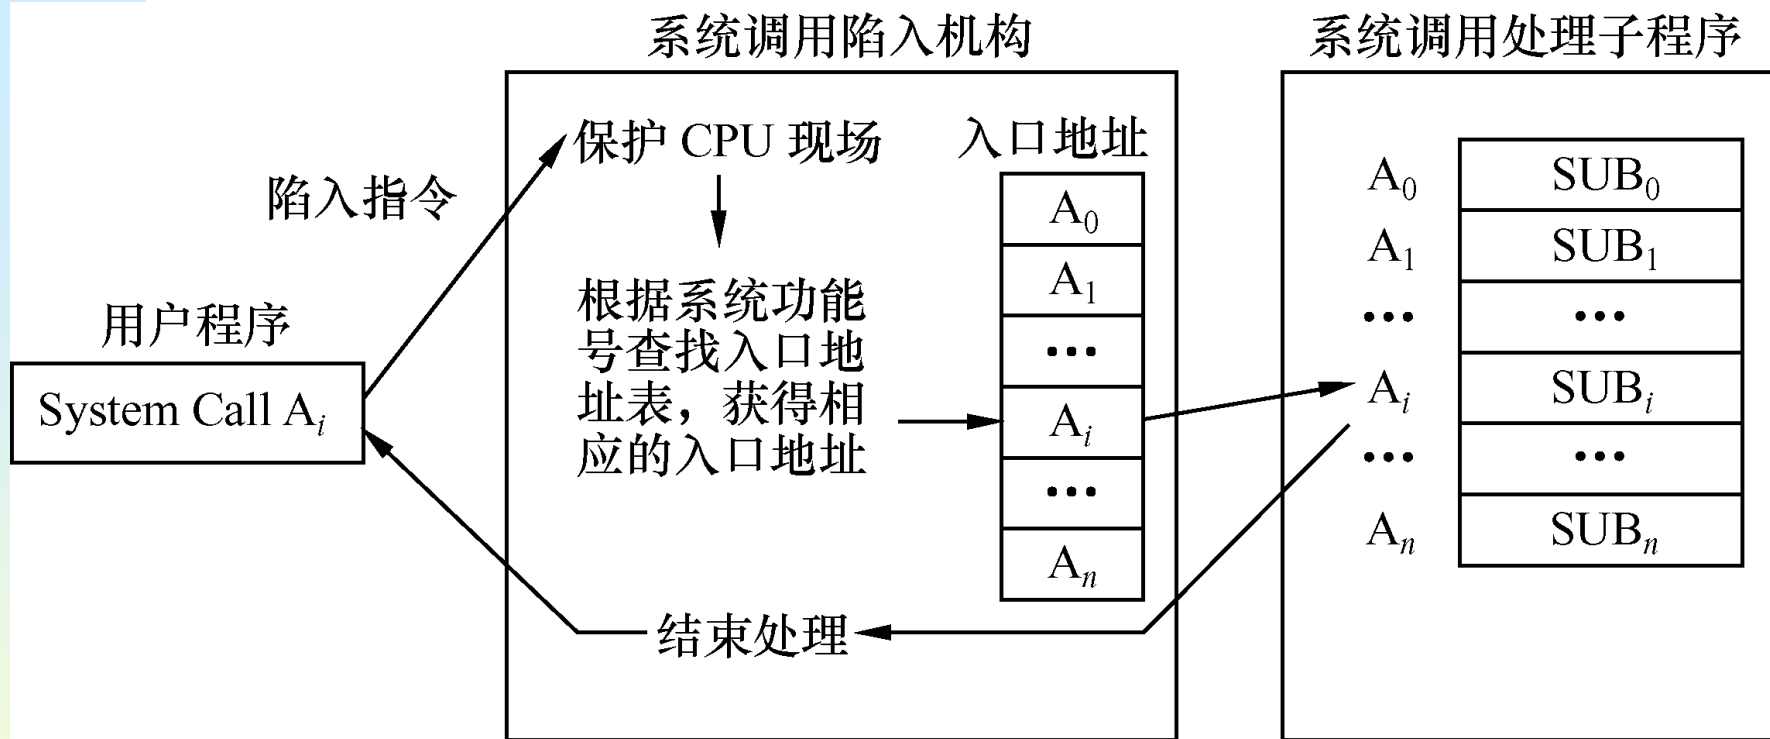 系统调用陷入机构
系统调用处理子程序
陷入指令
用户程序
System Call Aᵢ
保护 CPU 现场
根据系统功能
号查找入口地
址表，获得相
应的入口地址
结束处理
入口地址
A₀
A₁
•••
Aᵢ
•••
Aₙ
A₀ SUB₀
A₁ SUB₁
••• •••
Aᵢ SUBᵢ
••• •••
Aₙ SUBₙ